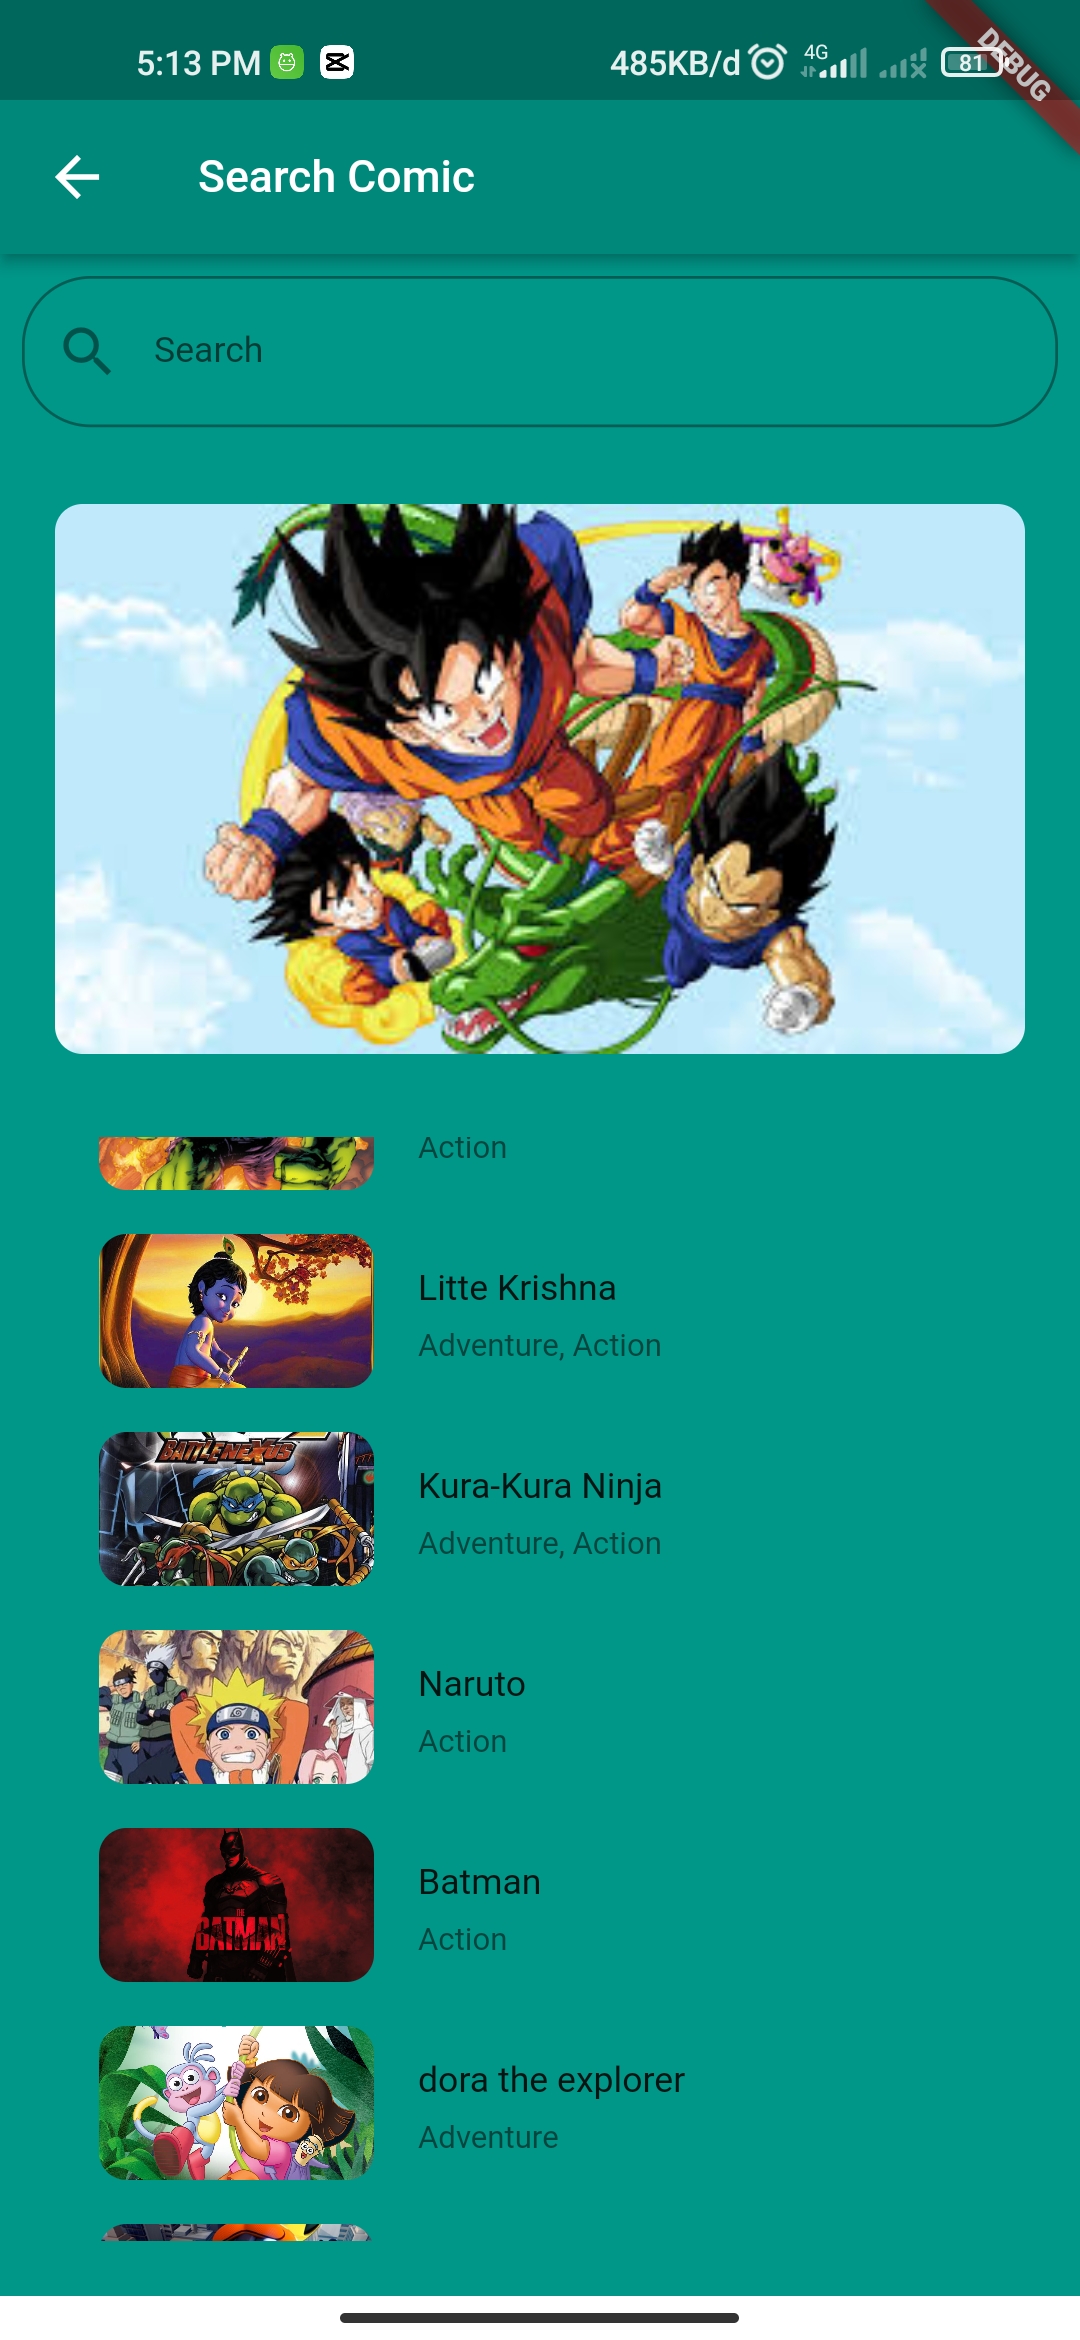 5:13 PM
485KB/d
4G
81
DEBUG
Search Comic
Search
Action
Litte Krishna
Adventure, Action
BATTLE NEXUS
Kura-Kura Ninja
Adventure, Action
Naruto
Action
THE
BATMAN
Batman
Action
dora the explorer
Adventure